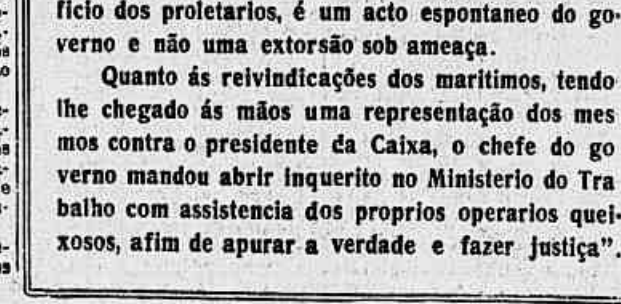 ficio dos proletarios, é um acto espontaneo do go-
verno e não uma extorsão sob ameaça.
Quanto ás reivindicações dos maritimos, tendo
lhe chegado ás mãos uma representação dos mes
mos contra o presidente da Caixa, o chefe do go
verno mandou abrir inquerito no Ministerio do Tra
balho com assistencia dos proprios operarios quei-
xosos, afim de apurar a verdade e fazer justiça”.